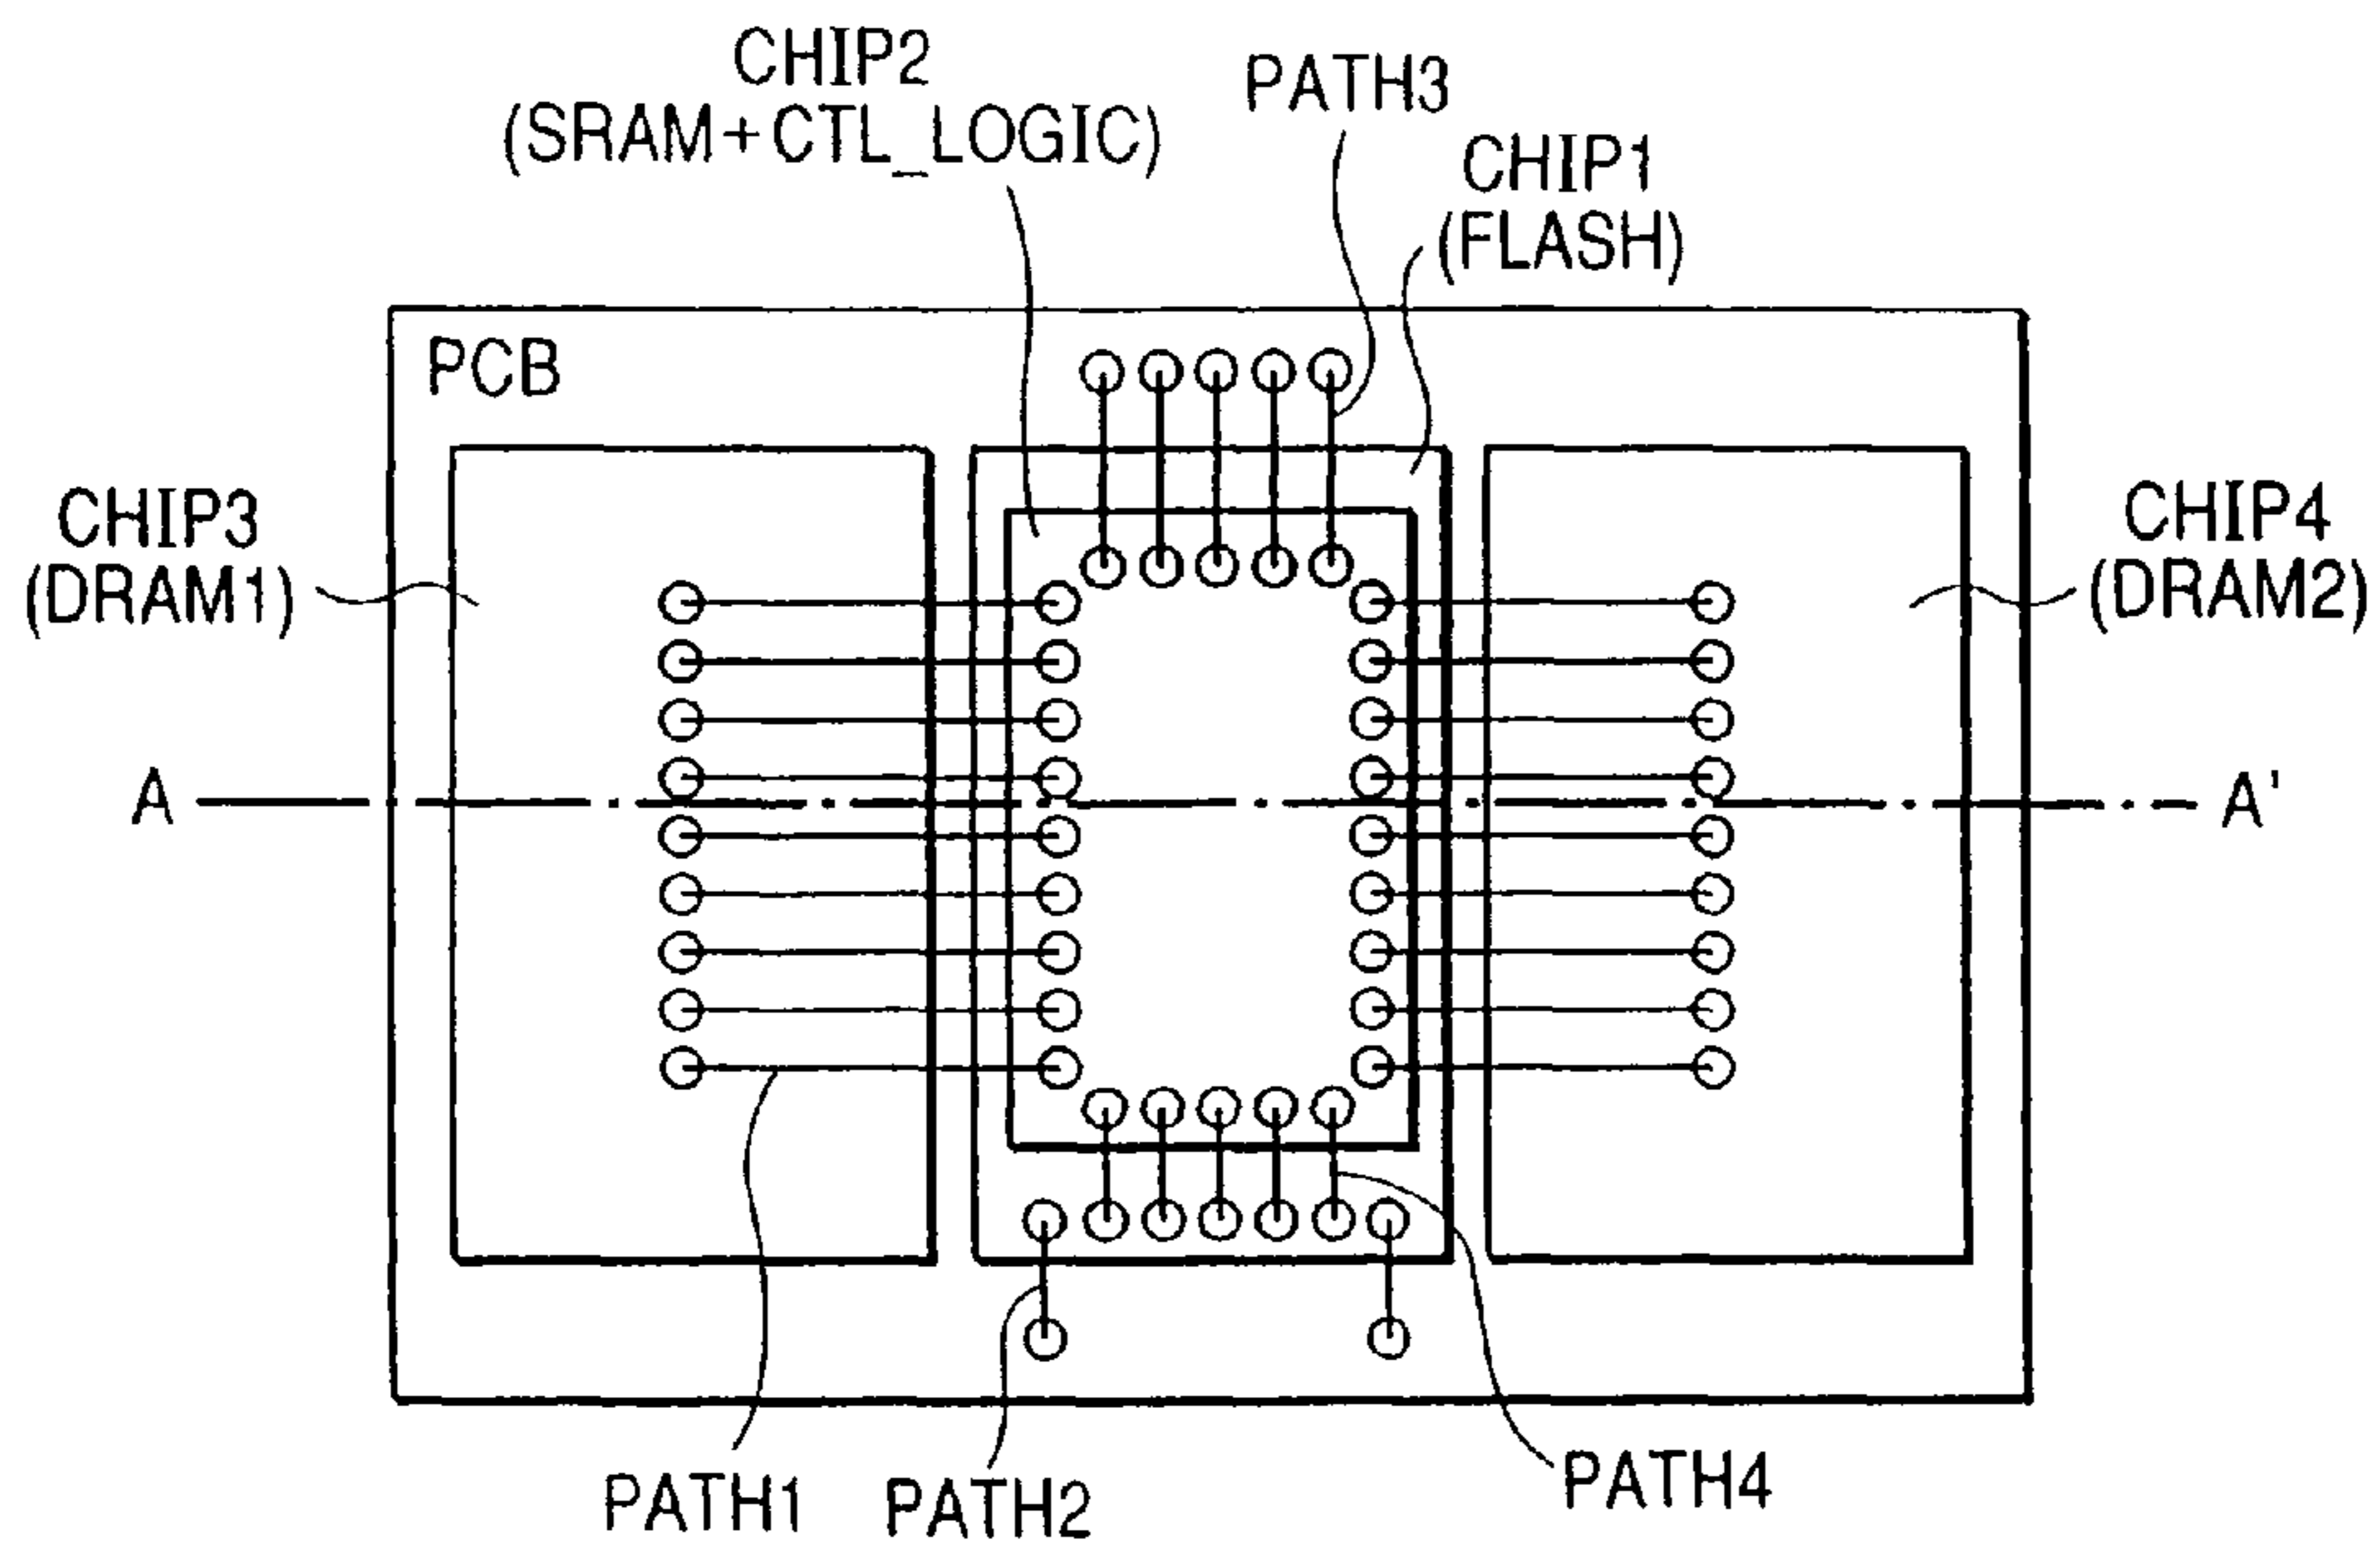 CHIP2
(SRAM+CTL_LOGIC)
PATH3
CHIP1
(FLASH)
PCB
CHIP3
(DRAM1)
CHIP4
(DRAM2)
A
A'
PATH1
PATH2
PATH4